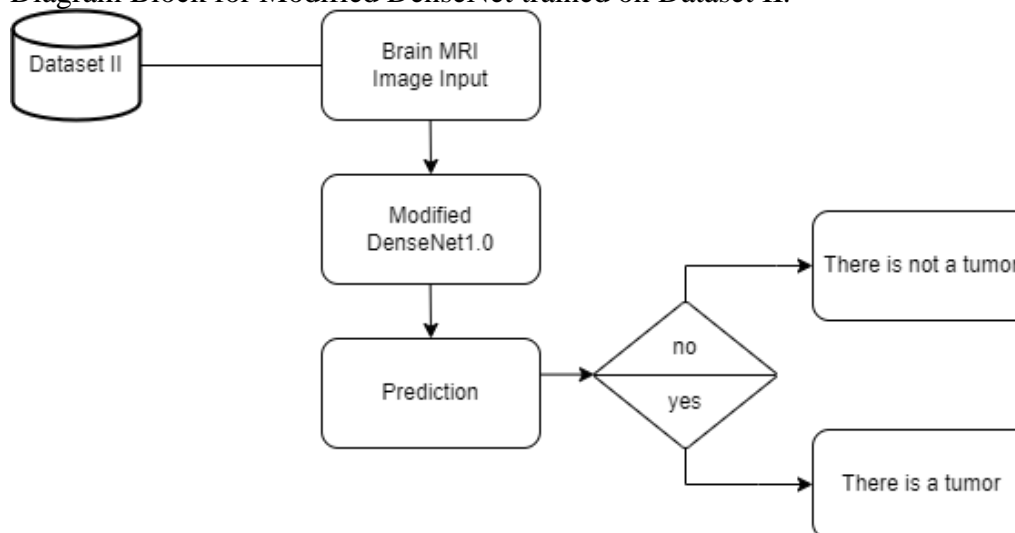 Diagram Block for Modified DenseNet trained on Dataset II.
Dataset II
Brain MRI
Image Input
Modified
DenseNet1.0
Prediction
no
yes
There is not a tumor
There is a tumor